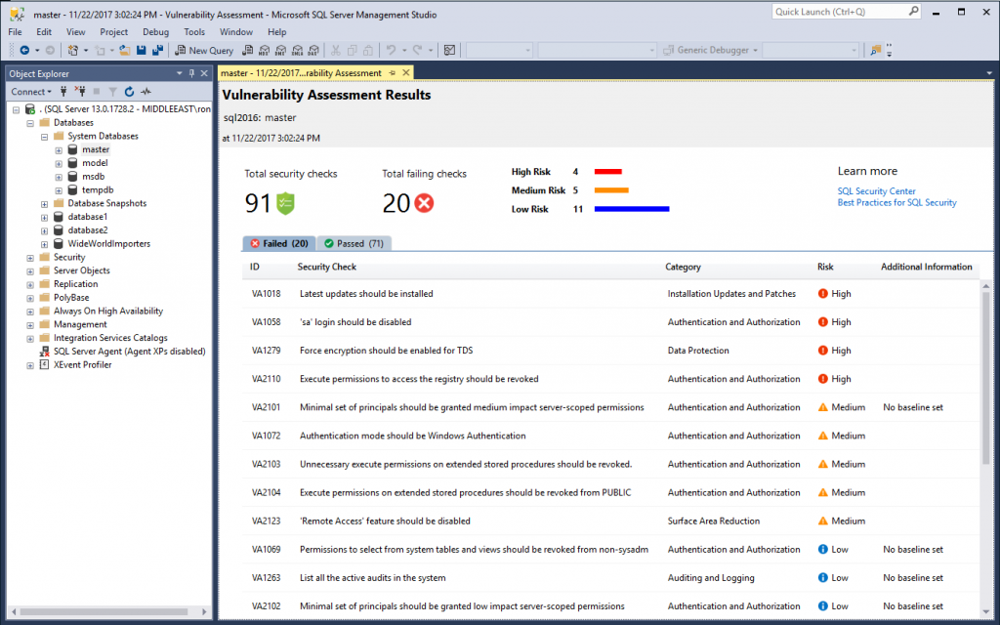 master - 11/22/2017 3:02:24 PM - Vulnerability Assessment - Microsoft SQL Server Management Studio
Quick Launch (Ctrl+Q)
File Edit View Project Debug Tools Window Help
New Query
MDX DMX XMLA DAX
Generic Debugger
Object Explorer
Connect
. (SQL Server 13.0.1728.2 - MIDDLEEAST\ron
Databases
System Databases
master
model
msdb
tempdb
Database Snapshots
database1
database2
WideWorldImporters
Security
Server Objects
Replication
PolyBase
Always On High Availability
Management
Integration Services Catalogs
SQL Server Agent (Agent XPs disabled)
XEvent Profiler
master - 11/22/2017...rability Assessment
Vulnerability Assessment Results
sql2016: master
at 11/22/2017 3:02:24 PM
Total security checks
91
Total failing checks
20
High Risk 4
Medium Risk 5
Low Risk 11
Learn more
SQL Security Center
Best Practices for SQL Security
Failed (20) Passed (71)
ID Security Check Category Risk Additional Information
VA1018 Latest updates should be installed Installation Updates and Patches High
VA1058 'sa' login should be disabled Authentication and Authorization High
VA1279 Force encryption should be enabled for TDS Data Protection High
VA2110 Execute permissions to access the registry should be revoked Authentication and Authorization High
VA2101 Minimal set of principals should be granted medium impact server-scoped permissions Authentication and Authorization Medium No baseline set
VA1072 Authentication mode should be Windows Authentication Authentication and Authorization Medium
VA2103 Unnecessary execute permissions on extended stored procedures should be revoked. Authentication and Authorization Medium
VA2104 Execute permissions on extended stored procedures should be revoked from PUBLIC Authentication and Authorization Medium
VA2123 'Remote Access' feature should be disabled Surface Area Reduction Medium
VA1069 Permissions to select from system tables and views should be revoked from non-sysadm Authentication and Authorization Low No baseline set
VA1263 List all the active audits in the system Auditing and Logging Low No baseline set
VA2102 Minimal set of principals should be granted low impact server-scoped permissions Authentication and Authorization Low No baseline set